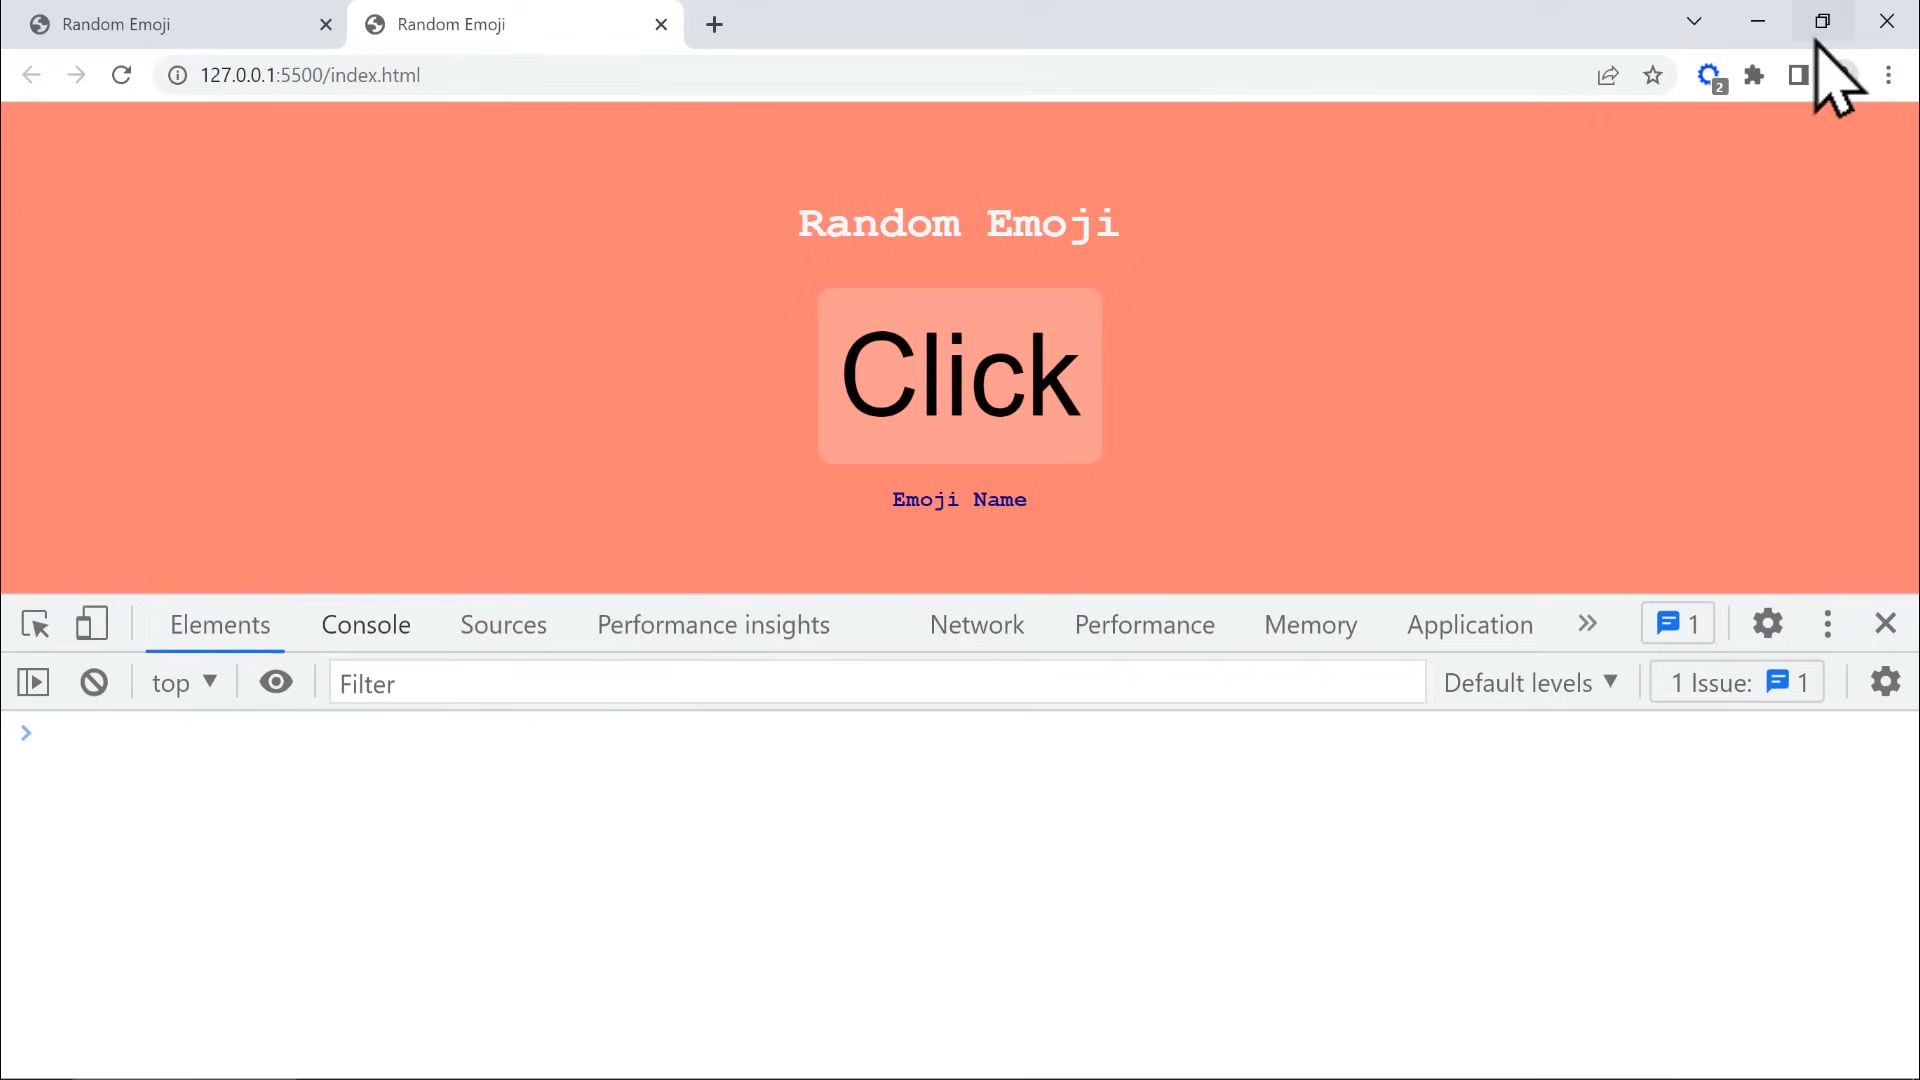 Random Emoji
Random Emoji
127.0.0.1:5500/index.html
2
Random Emoji
Click
Emoji Name
Elements Console Sources Performance insights Network Performance Memory Application 1
top Filter Default levels 1 Issue: 1